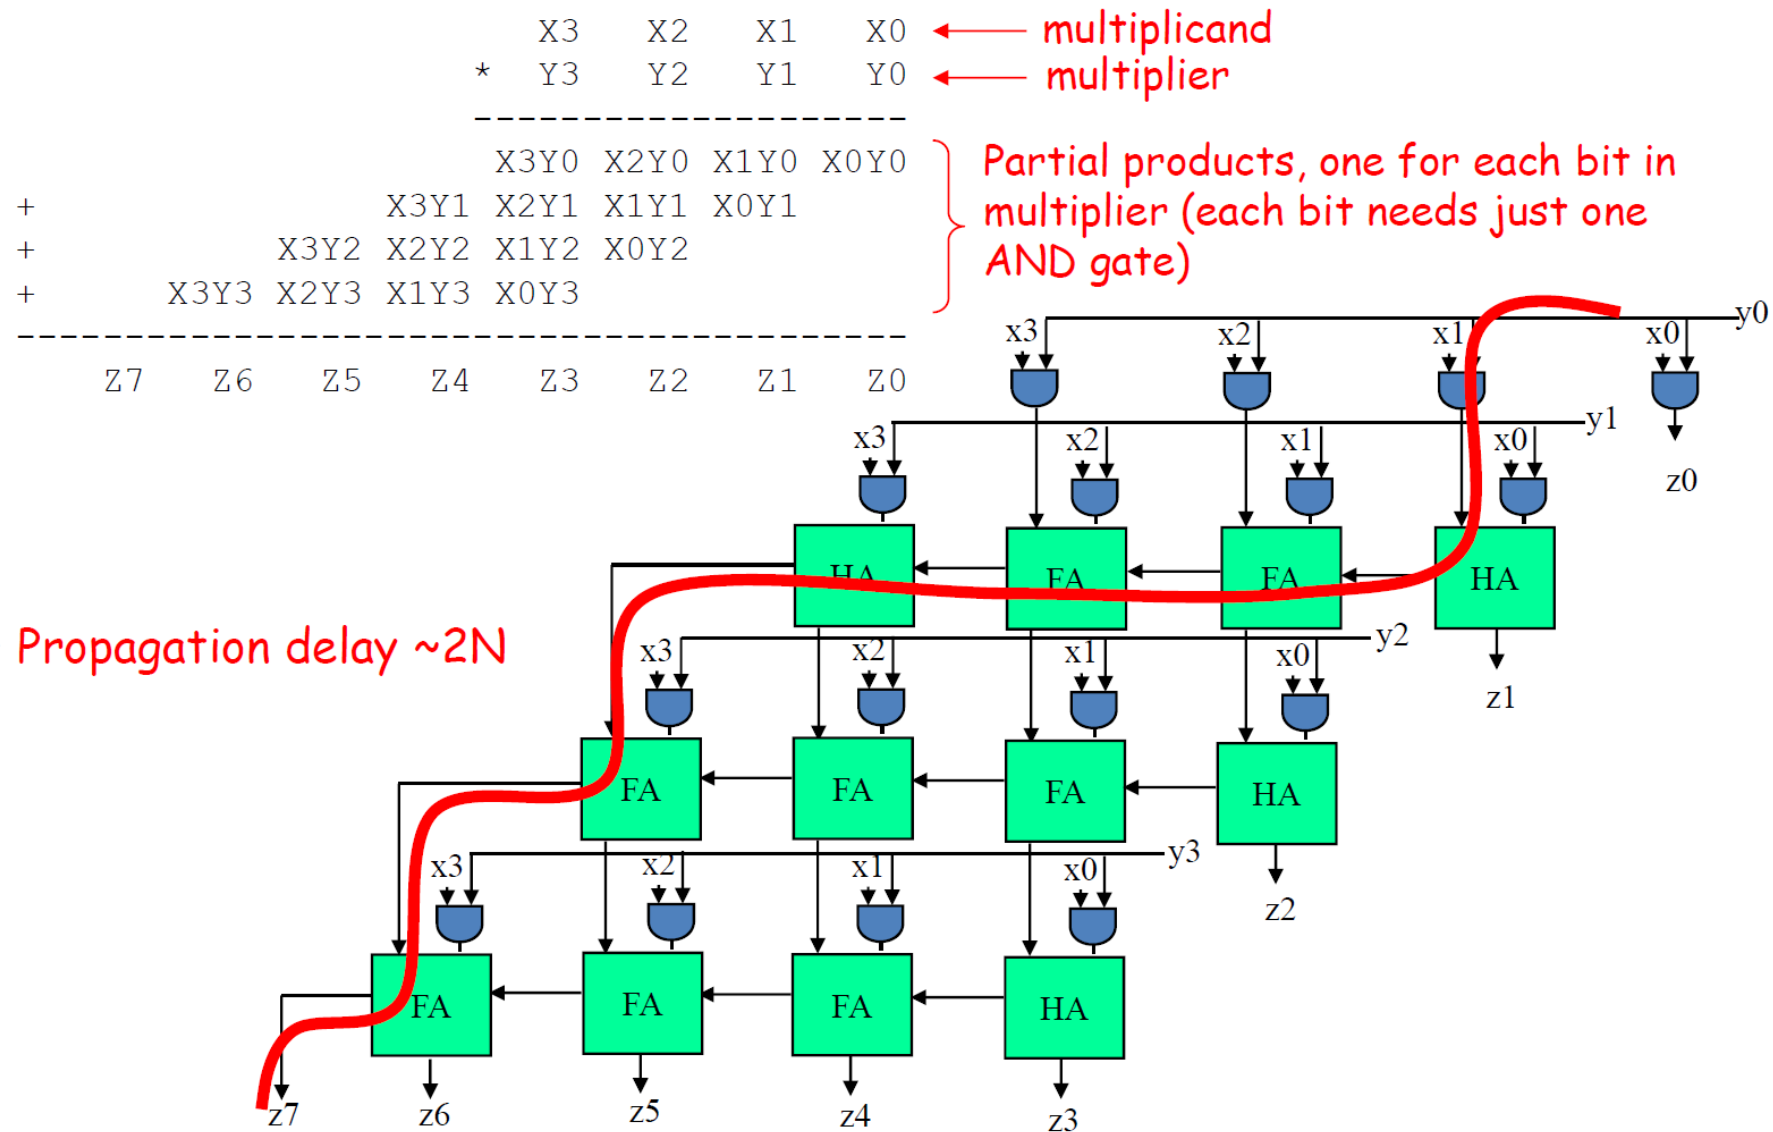 X3 X2 X1 X0 multiplicand
* Y3 Y2 Y1 Y0 multiplier
--------------------
X3Y0 X2Y0 X1Y0 X0Y0
+ X3Y1 X2Y1 X1Y1 X0Y1
+ X3Y2 X2Y2 X1Y2 X0Y2
+ X3Y3 X2Y3 X1Y3 X0Y3
-----------------------------------------
Z7 Z6 Z5 Z4 Z3 Z2 Z1 Z0
Partial products, one for each bit in
multiplier (each bit needs just one
AND gate)
x3 x2 x1 x0 y0
x3 x2 x1 x0 y1
z0
HA FA FA HA
Propagation delay ~2N
x3 x2 x1 x0 y2
z1
FA FA FA HA
x3 x2 x1 x0 y3
z2
FA FA FA HA
z7 z6 z5 z4 z3